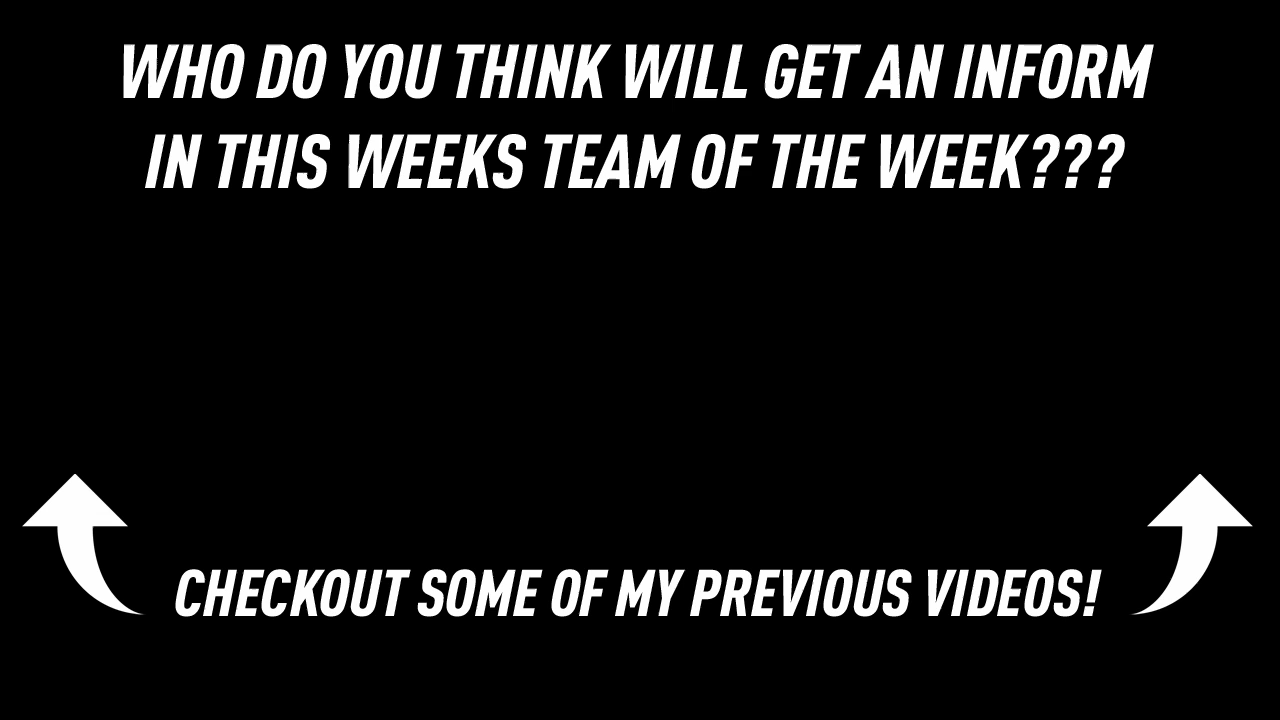 WHO DO YOU THINK WILL GET AN INFORM
IN THIS WEEKS TEAM OF THE WEEK???
CHECKOUT SOME OF MY PREVIOUS VIDEOS!